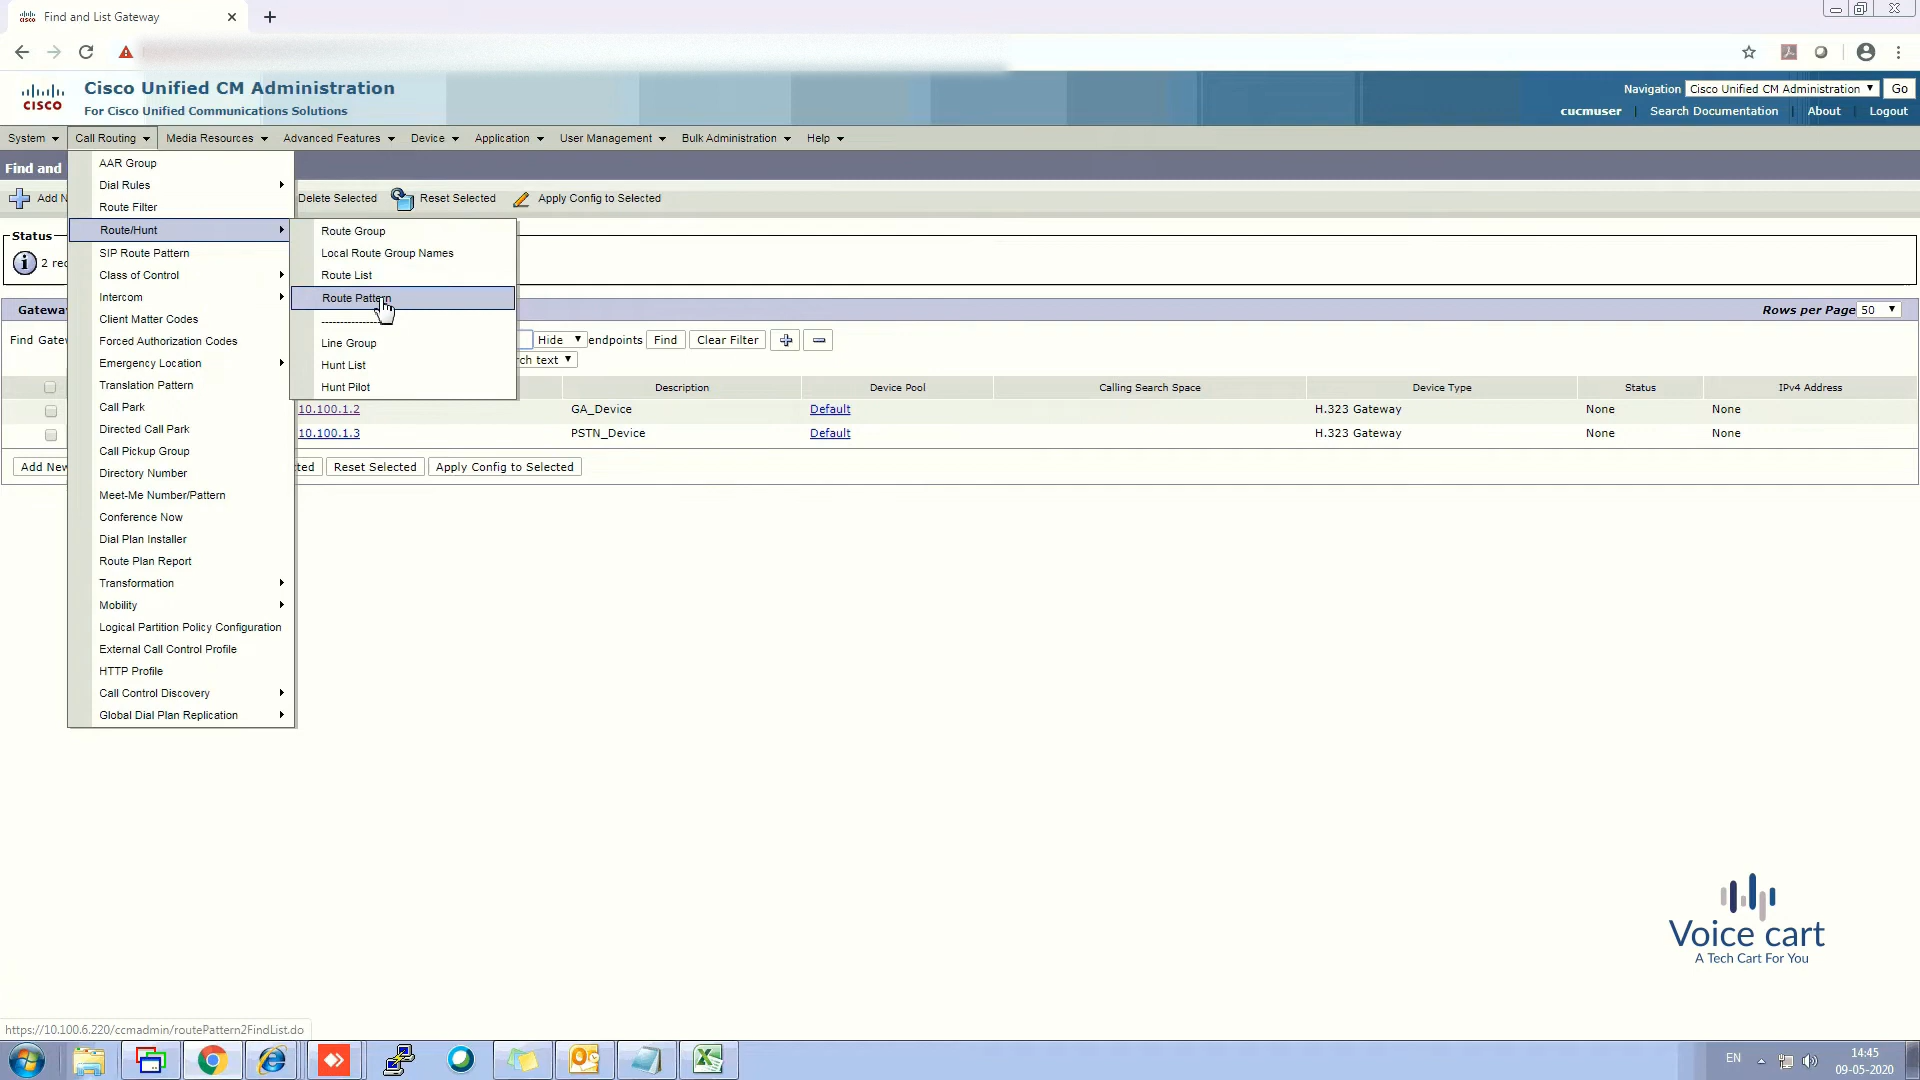 Find and List Gateway
Cisco Unified CM Administration
For Cisco Unified Communications Solutions
CISCO
Navigation Cisco Unified CM Administration Go
cucmuser | Search Documentation | About | Logout
System Call Routing Media Resources Advanced Features Device Application User Management Bulk Administration Help
Find and
Add N Delete Selected Reset Selected Apply Config to Selected
AAR Group
Dial Rules
Route Filter
Route/Hunt
SIP Route Pattern
Class of Control
Intercom
Client Matter Codes
Forced Authorization Codes
Emergency Location
Translation Pattern
Call Park
Directed Call Park
Call Pickup Group
Directory Number
Meet-Me Number/Pattern
Conference Now
Dial Plan Installer
Route Plan Report
Transformation
Mobility
Logical Partition Policy Configuration
External Call Control Profile
HTTP Profile
Call Control Discovery
Global Dial Plan Replication
Route Group
Local Route Group Names
Route List
Route Pattern
--------------
Line Group
Hunt List
Hunt Pilot
Status
2 rec
Gateway
Rows per Page 50
Find Gatew Hide endpoints Find Clear Filter
ch text
Description Device Pool Calling Search Space Device Type Status IPv4 Address
10.100.1.2 GA_Device Default H.323 Gateway None None
10.100.1.3 PSTN_Device Default H.323 Gateway None None
Add New ted Reset Selected Apply Config to Selected
Voice cart
A Tech Cart For You
https://10.100.6.220/ccmadmin/routePattern2FindList.do
EN
14:45
09-05-2020